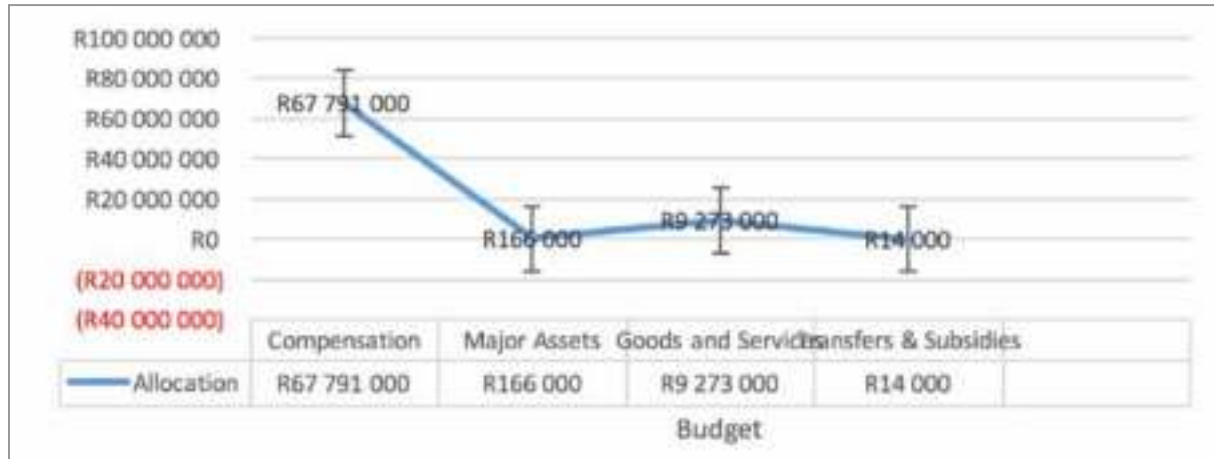 R100 000 000
R80 000 000
R67 791 000
R60 000 000
R40 000 000
R20 000 000
R9 273 000
R0
R166 000
R14 000
(R20 000 000)
(R40 000 000)
Compensation Major Assets Goods and Services Transfers & Subsidies
Allocation R67 791 000 R166 000 R9 273 000 R14 000
Budget